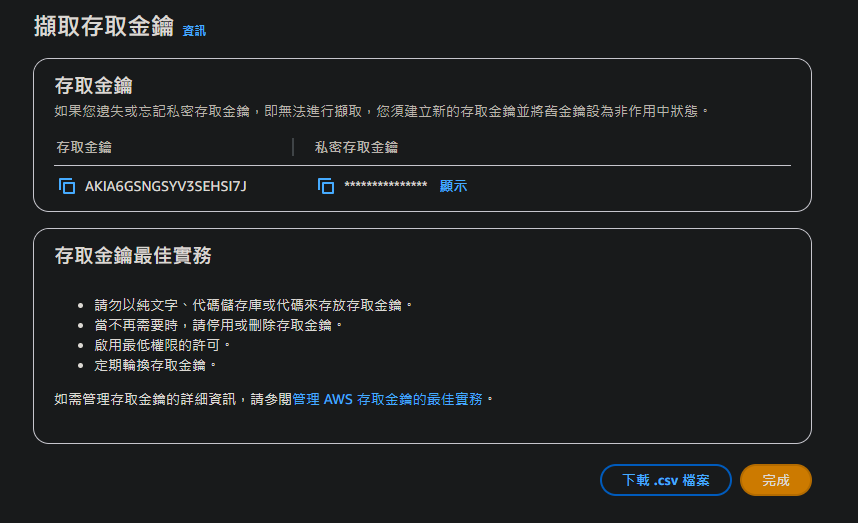 擷取存取金鑰 資訊
存取金鑰
如果您遺失或忘記私密存取金鑰，即無法進行擷取，您須建立新的存取金鑰並將舊金鑰設為非作用中狀態。
存取金鑰 私密存取金鑰
AKIA6GSNGSYV3SEHSI7J *************** 顯示
存取金鑰最佳實務
• 請勿以純文字、代碼儲存庫或代碼來存放存取金鑰。
• 當不再需要時，請停用或刪除存取金鑰。
• 啟用最低權限的許可。
• 定期輪換存取金鑰。
如需管理存取金鑰的詳細資訊，請參閱管理 AWS 存取金鑰的最佳實務。
下載 .csv 檔案 完成